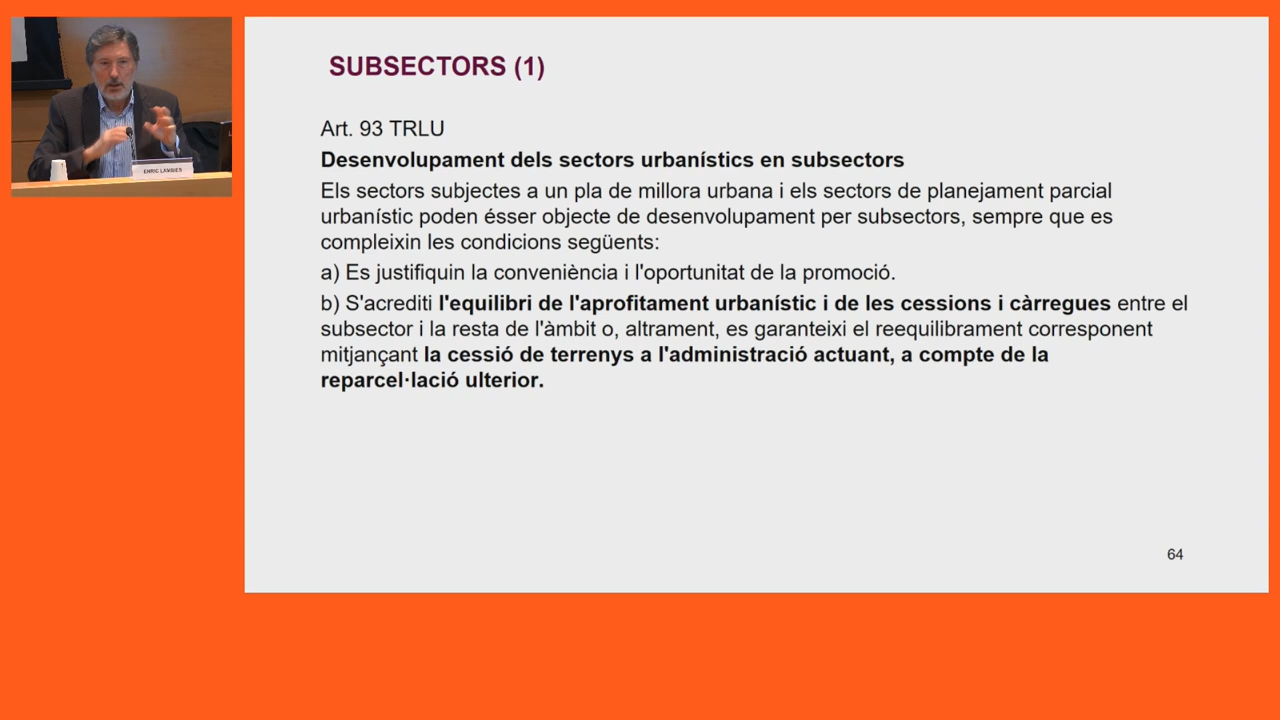 SUBSECTORS (1)
Art. 93 TRLU
Desenvolupament dels sectors urbanístics en subsectors
Els sectors subjectes a un pla de millora urbana i els sectors de planejament parcial
urbanístic poden ésser objecte de desenvolupament per subsectors, sempre que es
compleixin les condicions següents:
a) Es justifiquin la conveniència i l'oportunitat de la promoció.
b) S'acrediti l'equilibri de l'aprofitament urbanístic i de les cessions i càrregues entre el
subsector i la resta de l'àmbit o, altrament, es garanteixi el reequilibrament corresponent
mitjançant la cessió de terrenys a l'administració actuant, a compte de la
reparcel·lació ulterior.
64
ENRIC LAMBIES